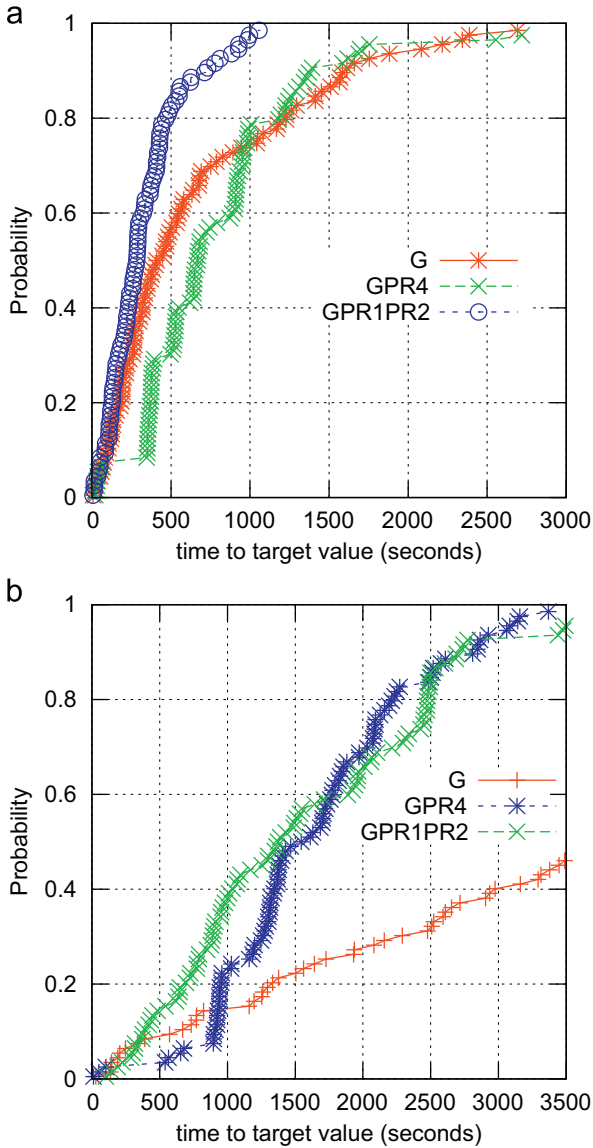 a
1
0.8
0.6
0.4
0.2
0
Probability
G
GPR4
GPR1PR2
0 500 1000 1500 2000 2500 3000
time to target value (seconds)
b
1
0.8
0.6
0.4
0.2
0
Probability
G
GPR4
GPR1PR2
0 500 1000 1500 2000 2500 3000 3500
time to target value (seconds)